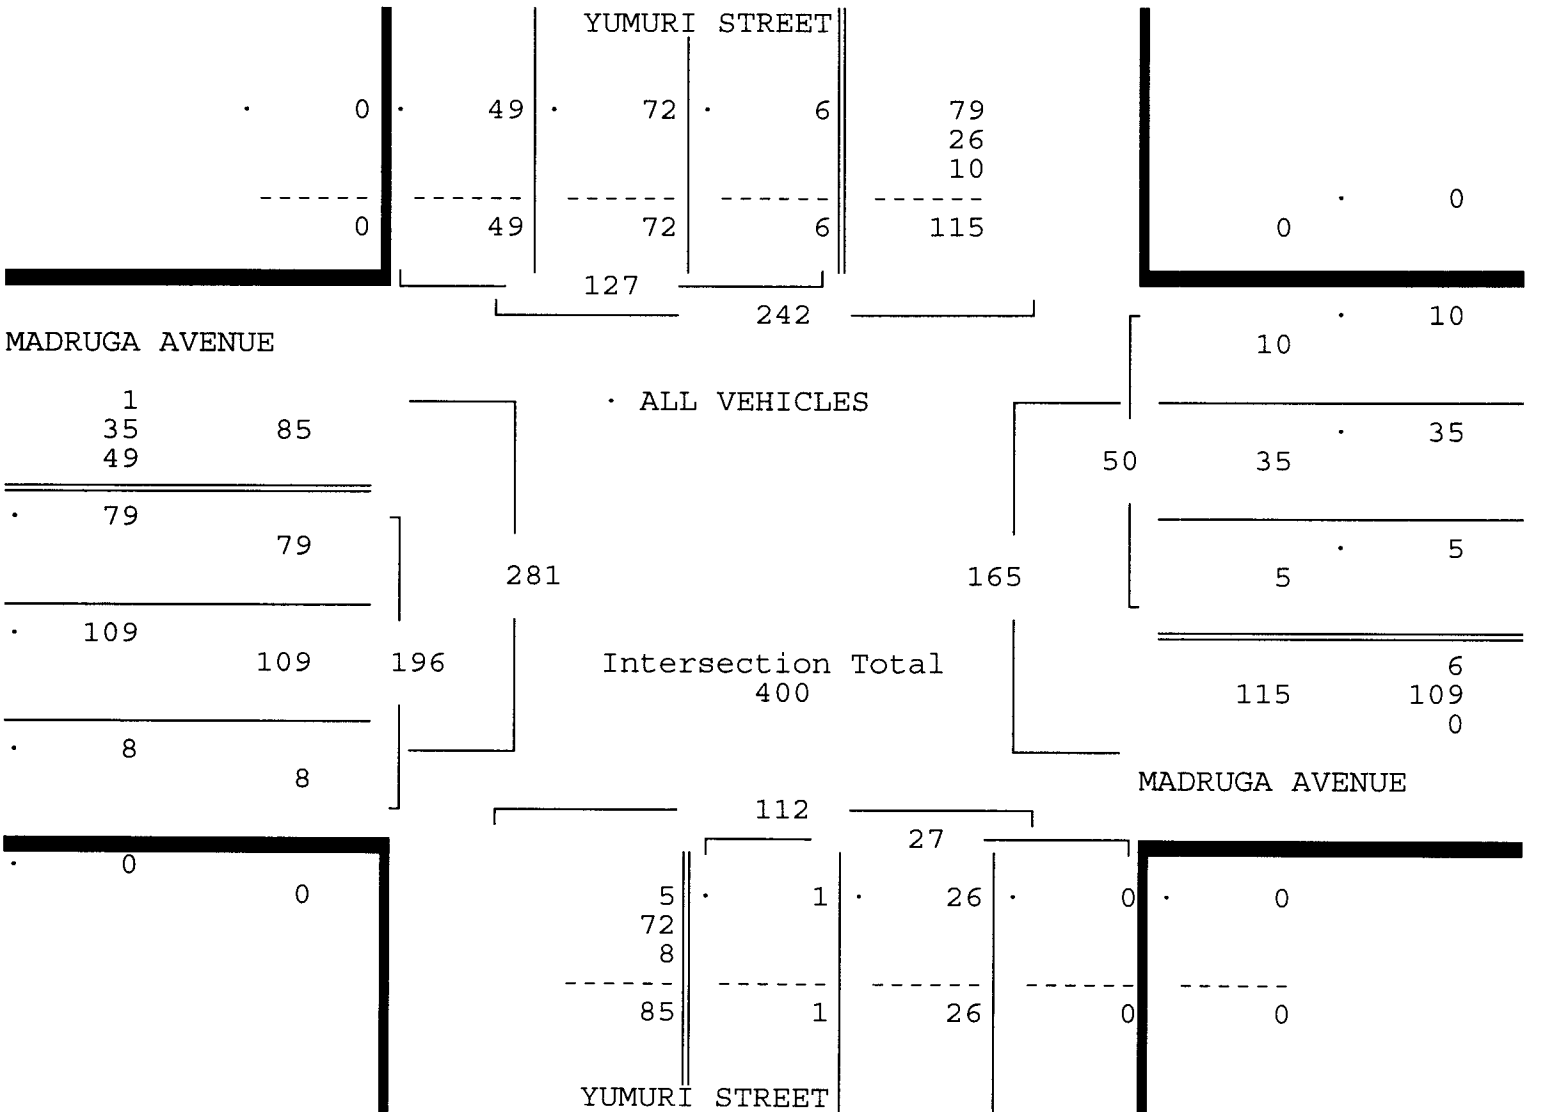 YUMURI STREET
· 0 · 49 · 72 · 6 79
26
10
------ ------ ------ ------ ------
· 0
0 49 72 6 115
0
127
242
· 10
10
MADRUGA AVENUE
1
· ALL VEHICLES
35 85
· 35
49
50 35
· 79
79
· 5
281
165 5
· 109
109 196
Intersection Total
6
400
115 109
0
· 8
8
MADRUGA AVENUE
112
27
· 0
0
5 · 1 · 26 · 0 · 0
72
8
------ ------ ------ ------ ------
85 1 26 0 0
YUMURI STREET